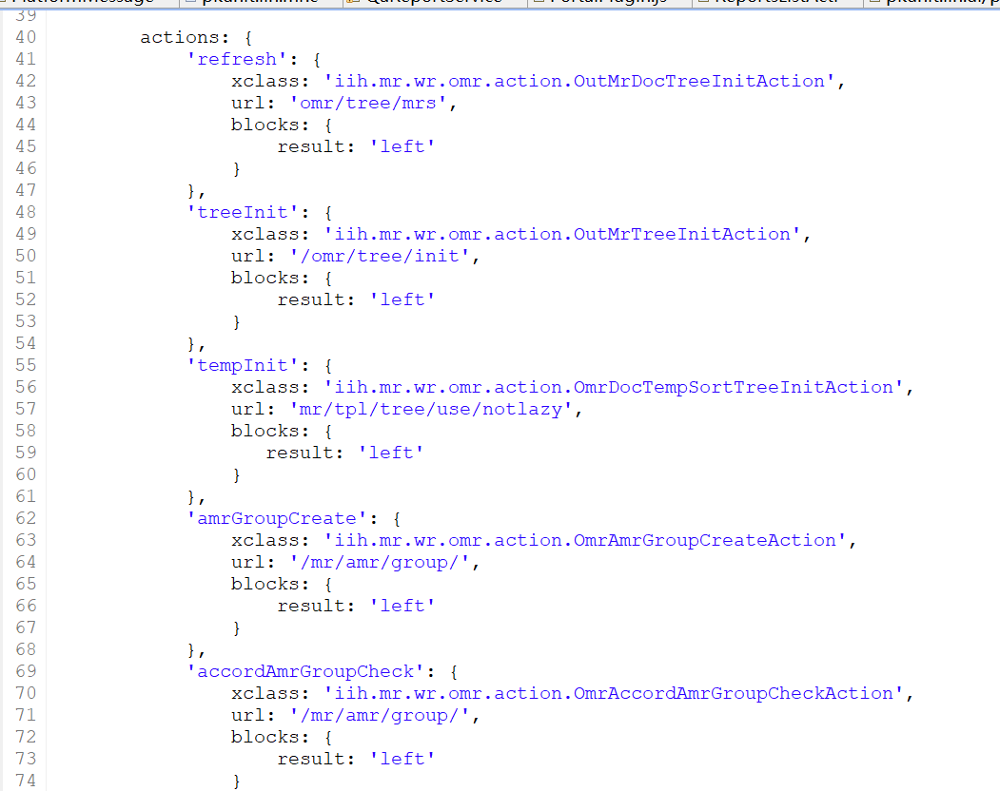 39
40 actions: {
41 'refresh': {
42 xclass: 'iih.mr.wr.omr.action.OutMrDocTreeInitAction',
43 url: 'omr/tree/mrs',
44 blocks: {
45 result: 'left'
46 }
47 },
48 'treeInit': {
49 xclass: 'iih.mr.wr.omr.action.OutMrTreeInitAction',
50 url: '/omr/tree/init',
51 blocks: {
52 result: 'left'
53 }
54 },
55 'tempInit': {
56 xclass: 'iih.mr.wr.omr.action.OmrDocTempSortTreeInitAction',
57 url: 'mr/tpl/tree/use/notlazy',
58 blocks: {
59 result: 'left'
60 }
61 },
62 'amrGroupCreate': {
63 xclass: 'iih.mr.wr.omr.action.OmrAmrGroupCreateAction',
64 url: '/mr/amr/group/',
65 blocks: {
66 result: 'left'
67 }
68 },
69 'accordAmrGroupCheck': {
70 xclass: 'iih.mr.wr.omr.action.OmrAccordAmrGroupCheckAction',
71 url: '/mr/amr/group/',
72 blocks: {
73 result: 'left'
74 }